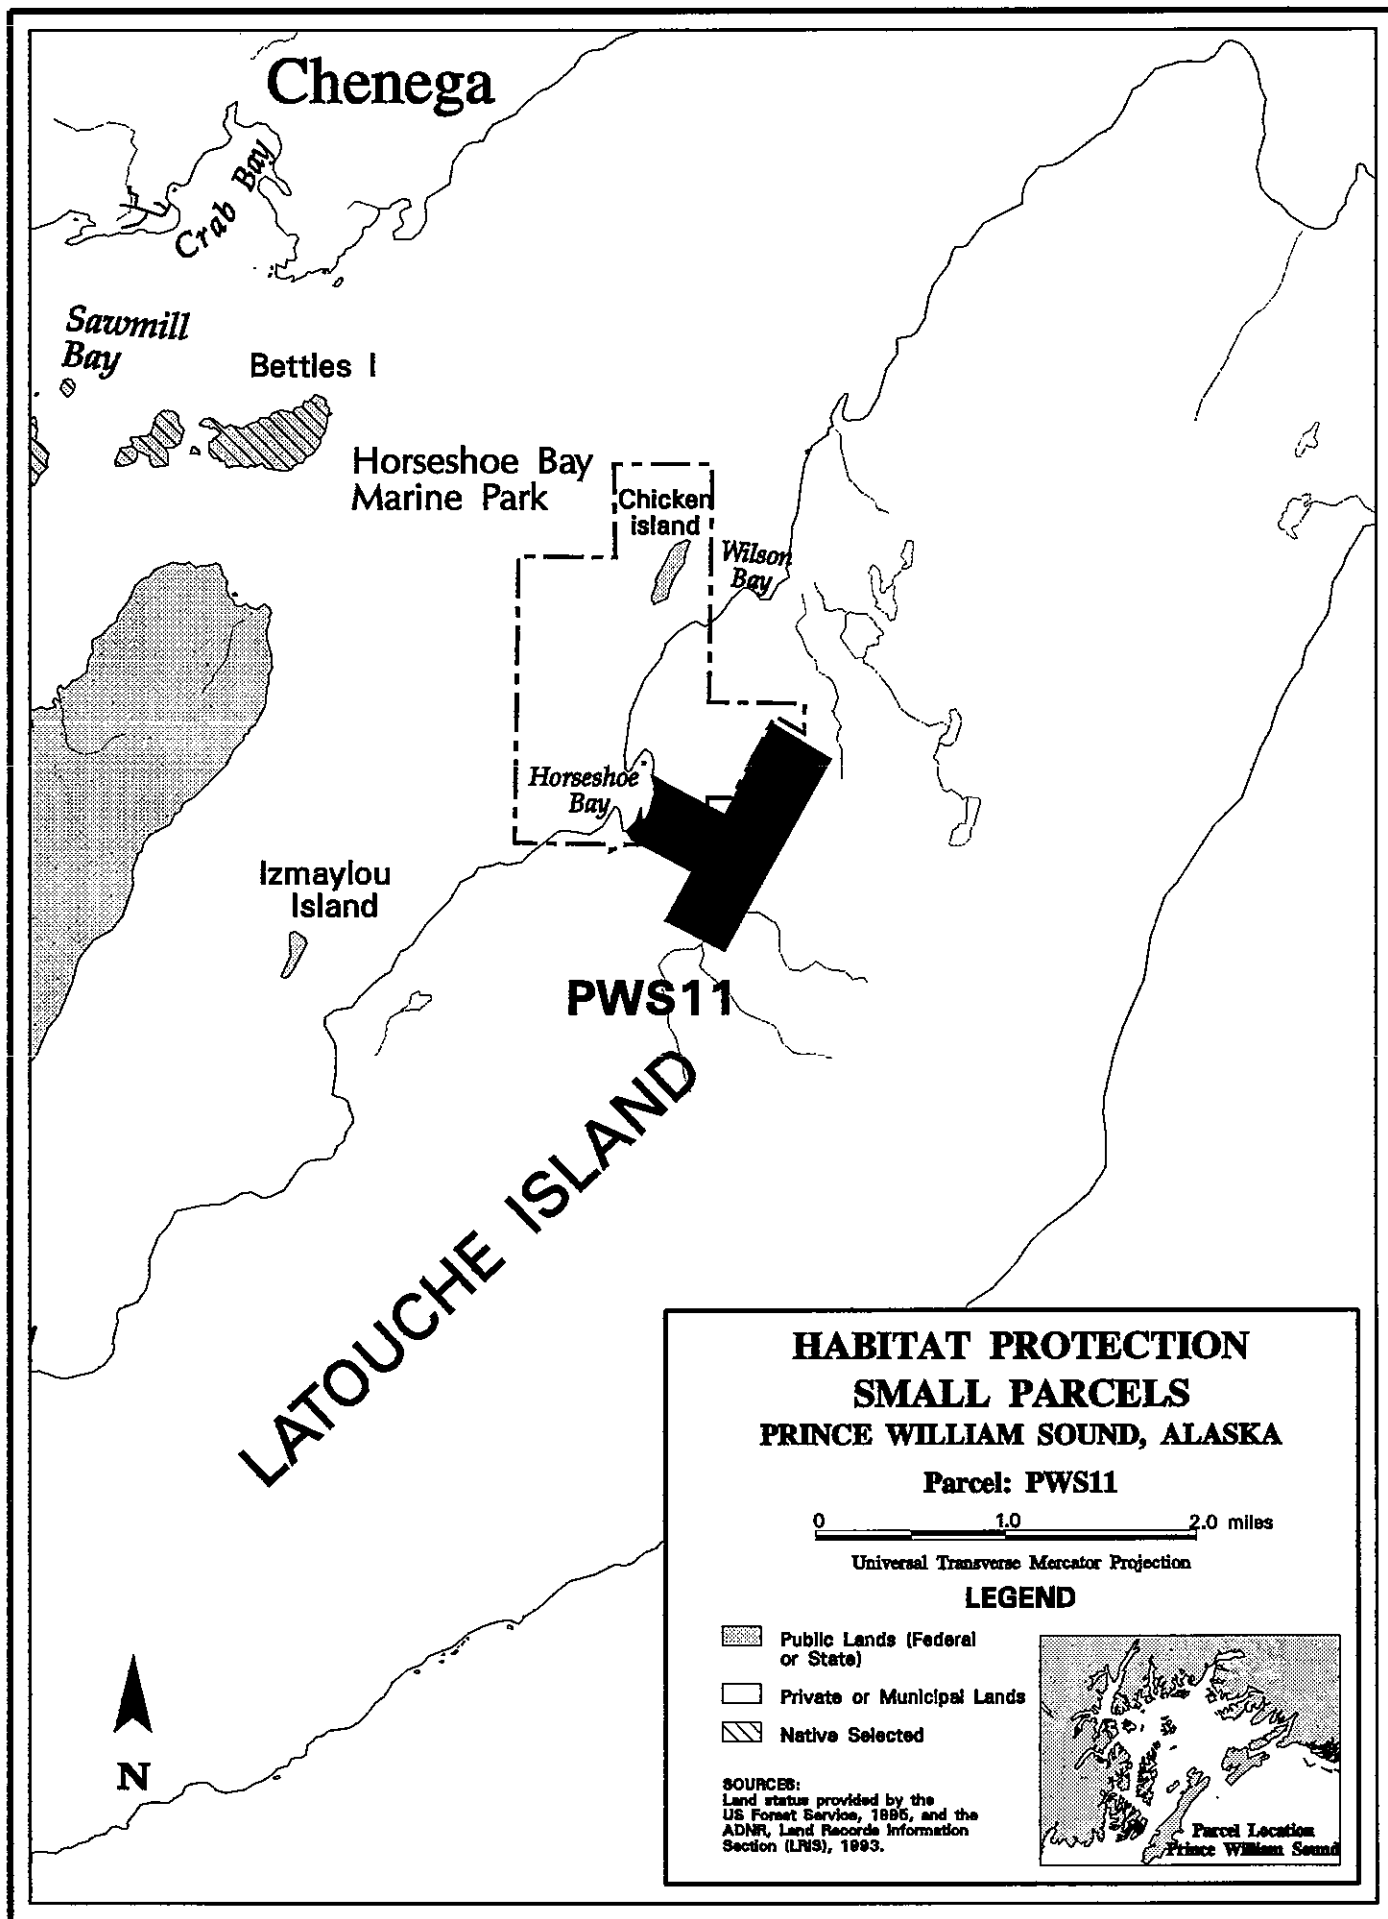 Chenega
Crab Bay
Sawmill
Bay
Bettles I
Horseshoe Bay
Marine Park
Chicken
island
Wilson
Bay
Horseshoe
Bay
Izmaylou
Island
PWS11
LATOUCHE ISLAND
N
HABITAT PROTECTION
SMALL PARCELS
PRINCE WILLIAM SOUND, ALASKA
Parcel: PWS11
0 1.0 2.0 miles
Universal Transverse Mercator Projection
LEGEND
Public Lands (Federal
or State)
Private or Municipal Lands
Native Selected
SOURCES:
Land status provided by the
US Forest Service, 1995, and the
ADNR, Land Records Information
Section (LRIS), 1993.
Parcel Location
Prince William Sound